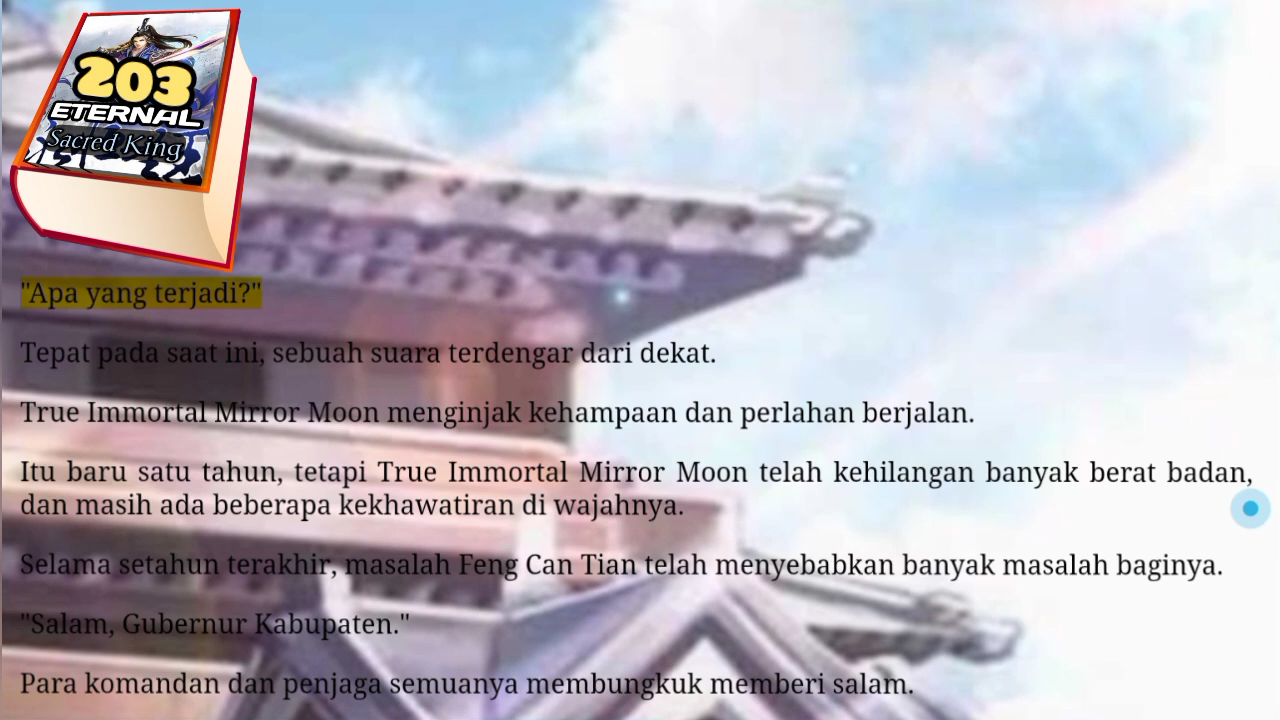 203
ETERNAL
Sacred King
"Apa yang terjadi?"
Tepat pada saat ini, sebuah suara terdengar dari dekat.
True Immortal Mirror Moon menginjak kehampaan dan perlahan berjalan.
Itu baru satu tahun, tetapi True Immortal Mirror Moon telah kehilangan banyak berat badan,
dan masih ada beberapa kekhawatiran di wajahnya.
Selama setahun terakhir, masalah Feng Can Tian telah menyebabkan banyak masalah baginya.
"Salam, Gubernur Kabupaten."
Para komandan dan penjaga semuanya membungkuk memberi salam.